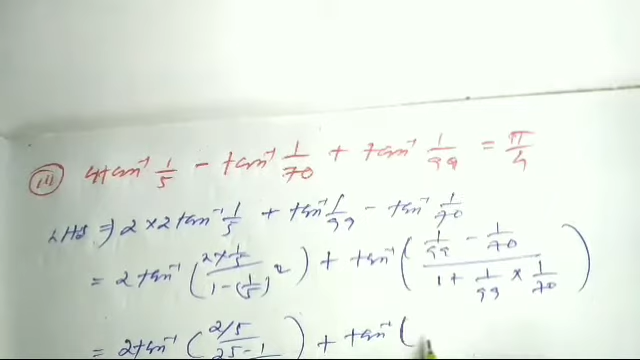 (iii) 4tan⁻¹ 1/5 - tan⁻¹ 1/70 + tan⁻¹ 1/99 = π/4
LHS ⇒ 2×2tan⁻¹ 1/5 + tan⁻¹ 1/99 - tan⁻¹ 1/70
= 2tan⁻¹ ( (2×1/5) / (1-(1/5)²) ) + tan⁻¹ ( (1/99 - 1/70) / (1 + 1/99 × 1/70) )
= 2tan⁻¹ ( (2/5) / (25-1 ) ) + tan⁻¹ (